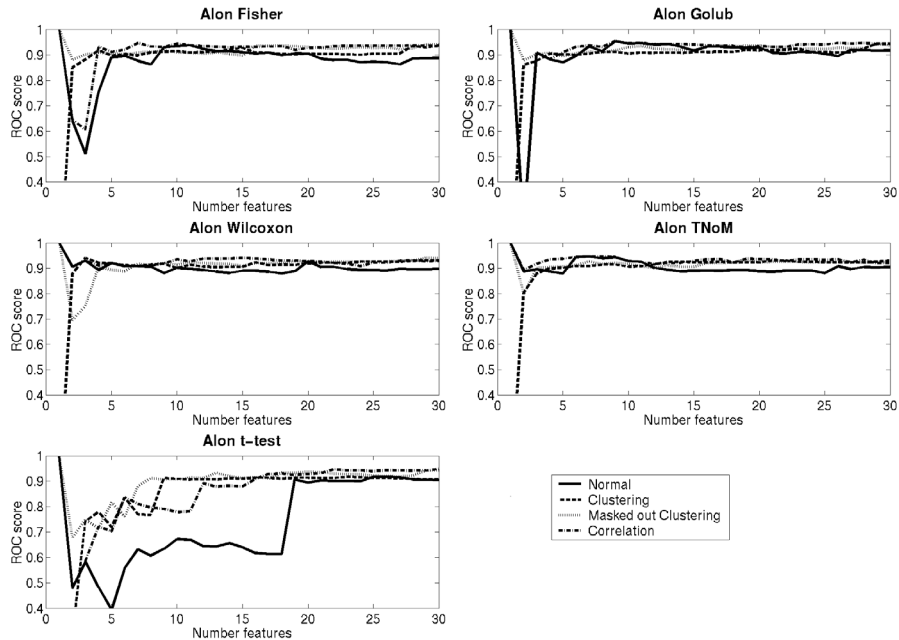 Alon Fisher
1
0.9
0.8
0.7
0.6
0.5
0.4
ROC score
0 5 10 15 20 25 30
Number features
Alon Golub
1
0.9
0.8
0.7
0.6
0.5
0.4
ROC score
0 5 10 15 20 25 30
Number features
Alon Wilcoxon
1
0.9
0.8
0.7
0.6
0.5
0.4
ROC score
0 5 10 15 20 25 30
Number features
Alon TNoM
1
0.9
0.8
0.7
0.6
0.5
0.4
ROC score
0 5 10 15 20 25 30
Number features
Alon t-test
1
0.9
0.8
0.7
0.6
0.5
0.4
ROC score
0 5 10 15 20 25 30
Number features
Normal
Clustering
Masked out Clustering
Correlation